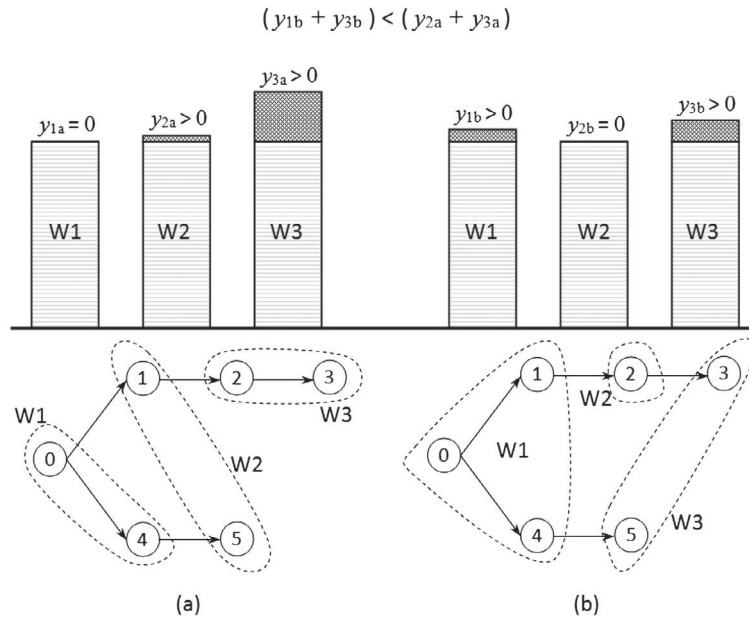 (y1b + y3b) < (y2a + y3a)
y3a > 0
y1a = 0 y2a > 0
y1b > 0 y2b = 0 y3b > 0
W1 W2 W3 W1 W2 W3
1 2 3 1 2 3
W1 W3 W2
0 W2 0 W1
4 5 4 5 W3
(a) (b)